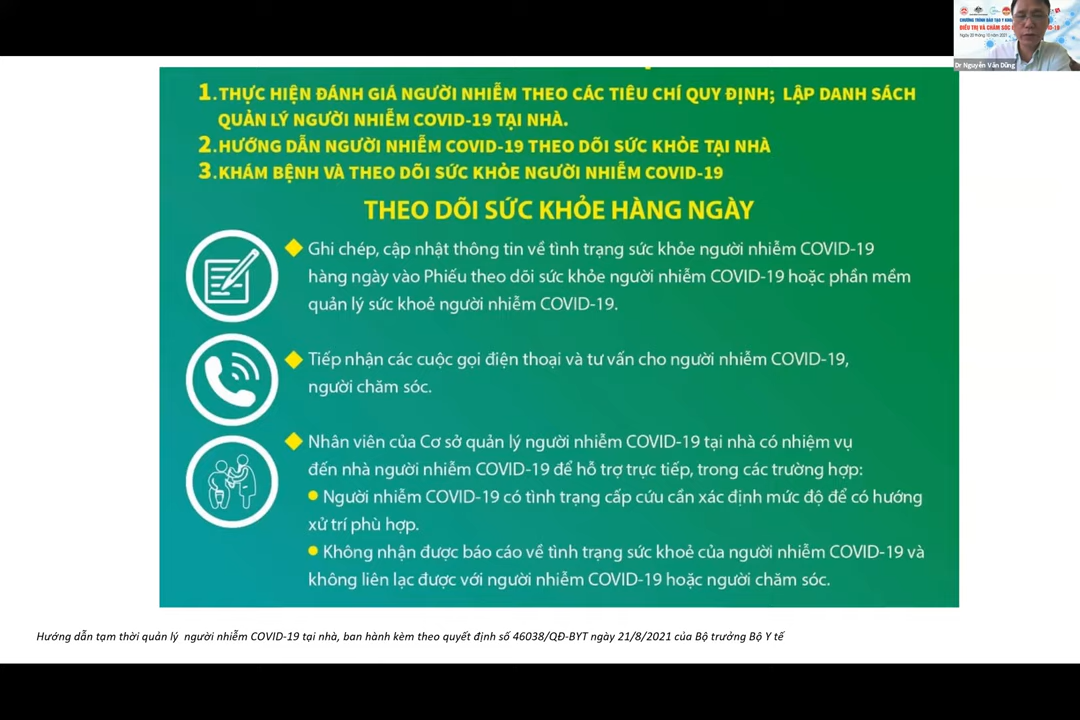 CHƯƠNG TRÌNH ĐÀO TẠO Y KHOA
ĐIỀU TRỊ VÀ CHĂM SÓC
Dr Nguyễn Văn Dũng
1.THỰC HIỆN ĐÁNH GIÁ NGƯỜI NHIỄM THEO CÁC TIÊU CHÍ QUY ĐỊNH; LẬP DANH SÁCH
QUẢN LÝ NGƯỜI NHIỄM COVID-19 TẠI NHÀ.
2.HƯỚNG DẪN NGƯỜI NHIỄM COVID-19 THEO DÕI SỨC KHỎE TẠI NHÀ
3.KHÁM BỆNH VÀ THEO DÕI SỨC KHỎE NGƯỜI NHIỄM COVID-19
THEO DÕI SỨC KHỎE HÀNG NGÀY
Ghi chép, cập nhật thông tin về tình trạng sức khỏe người nhiễm COVID-19
hàng ngày vào Phiếu theo dõi sức khỏe người nhiễm COVID-19 hoặc phần mềm
quản lý sức khoẻ người nhiễm COVID-19.
Tiếp nhận các cuộc gọi điện thoại và tư vấn cho người nhiễm COVID-19,
người chăm sóc.
Nhân viên của Cơ sở quản lý người nhiễm COVID-19 tại nhà có nhiệm vụ
đến nhà người nhiễm COVID-19 để hỗ trợ trực tiếp, trong các trường hợp:
Người nhiễm COVID-19 có tình trạng cấp cứu cần xác định mức độ để có hướng
xử trí phù hợp.
Không nhận được báo cáo về tình trạng sức khoẻ của người nhiễm COVID-19 và
không liên lạc được với người nhiễm COVID-19 hoặc người chăm sóc.
Hướng dẫn tạm thời quản lý người nhiễm COVID-19 tại nhà, ban hành kèm theo quyết định số 46038/QĐ-BYT ngày 21/8/2021 của Bộ trưởng Bộ Y tế